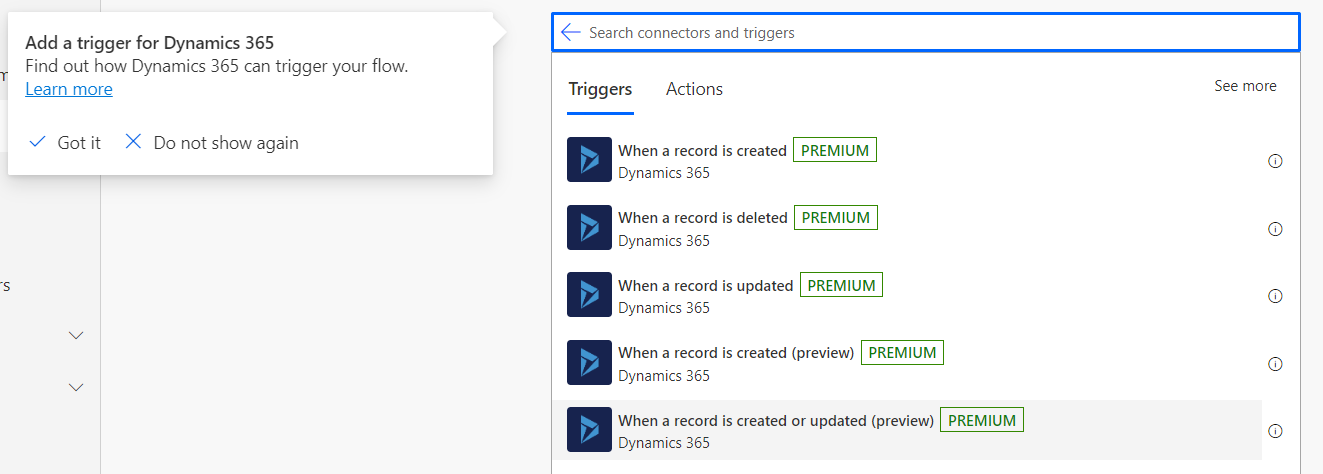 Add a trigger for Dynamics 365
Find out how Dynamics 365 can trigger your flow.
Learn more
Got it
Do not show again
m
rs
Search connectors and triggers
Triggers
Actions
See more
When a record is created PREMIUM
Dynamics 365
When a record is deleted PREMIUM
Dynamics 365
When a record is updated PREMIUM
Dynamics 365
When a record is created (preview) PREMIUM
Dynamics 365
When a record is created or updated (preview) PREMIUM
Dynamics 365